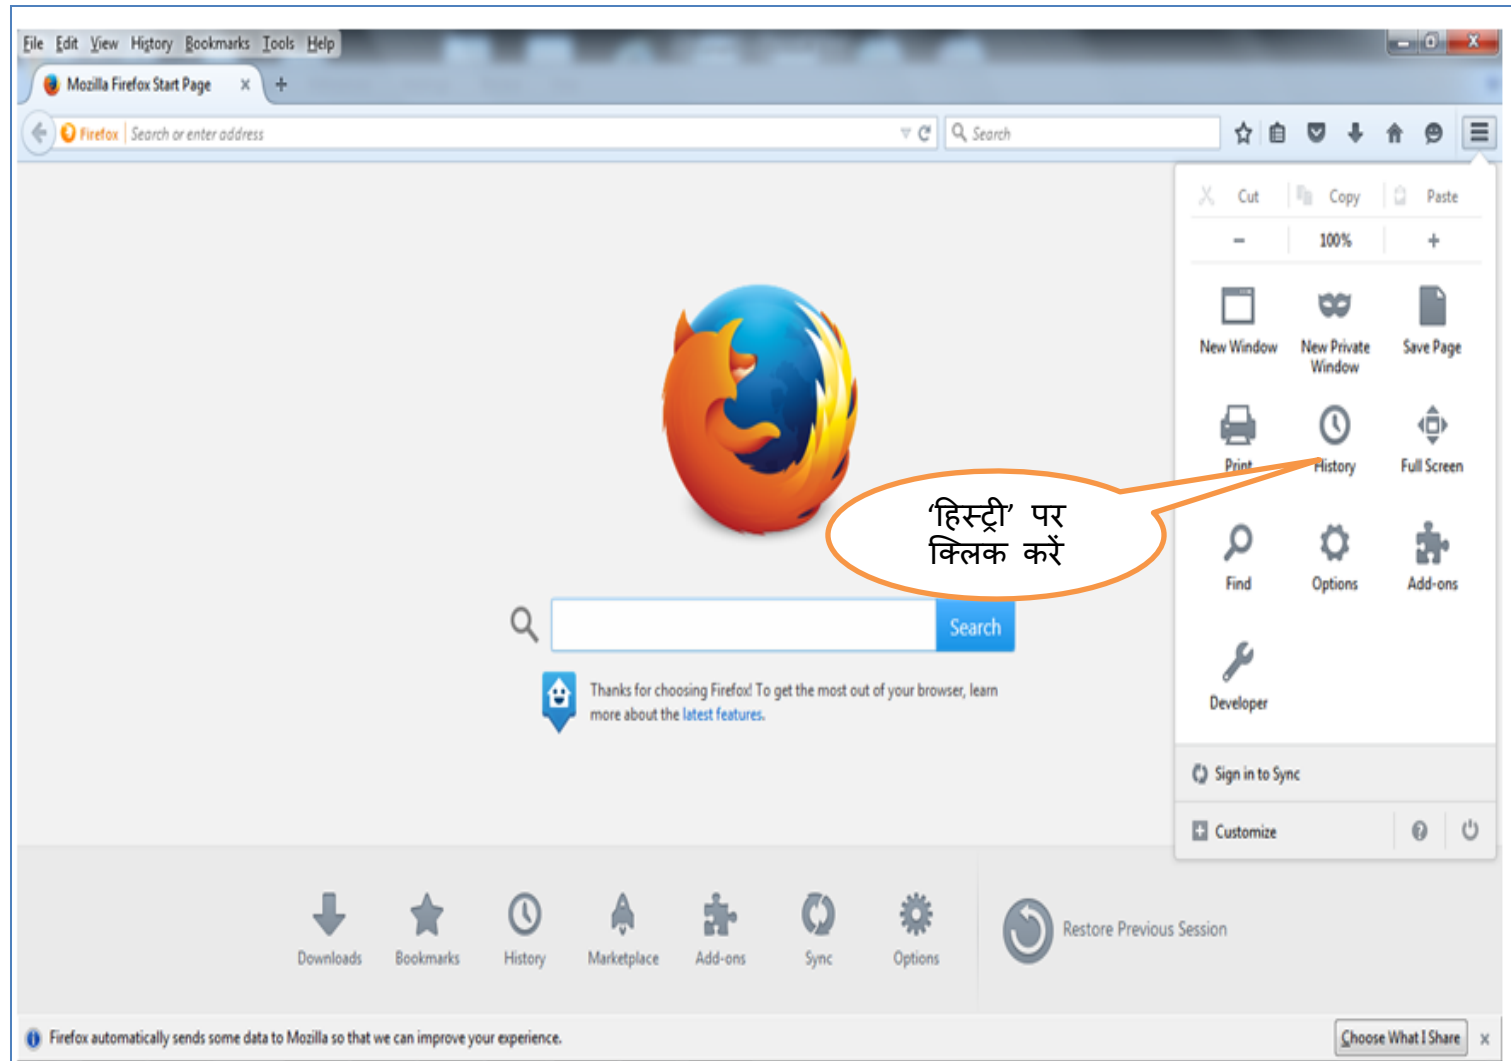 File Edit View History Bookmarks Tools Help
Mozilla Firefox Start Page
Firefox Search or enter address
Search
Cut Copy Paste
100%
New Window New Private Window Save Page
Print History Full Screen
‘हिस्ट्री’ पर
क्लिक करें
Find Options Add-ons
Search
Thanks for choosing Firefox! To get the most out of your browser, learn
more about the latest features.
Developer
Sign in to Sync
Customize
Downloads Bookmarks History Marketplace Add-ons Sync Options
Restore Previous Session
Firefox automatically sends some data to Mozilla so that we can improve your experience.
Choose What I Share